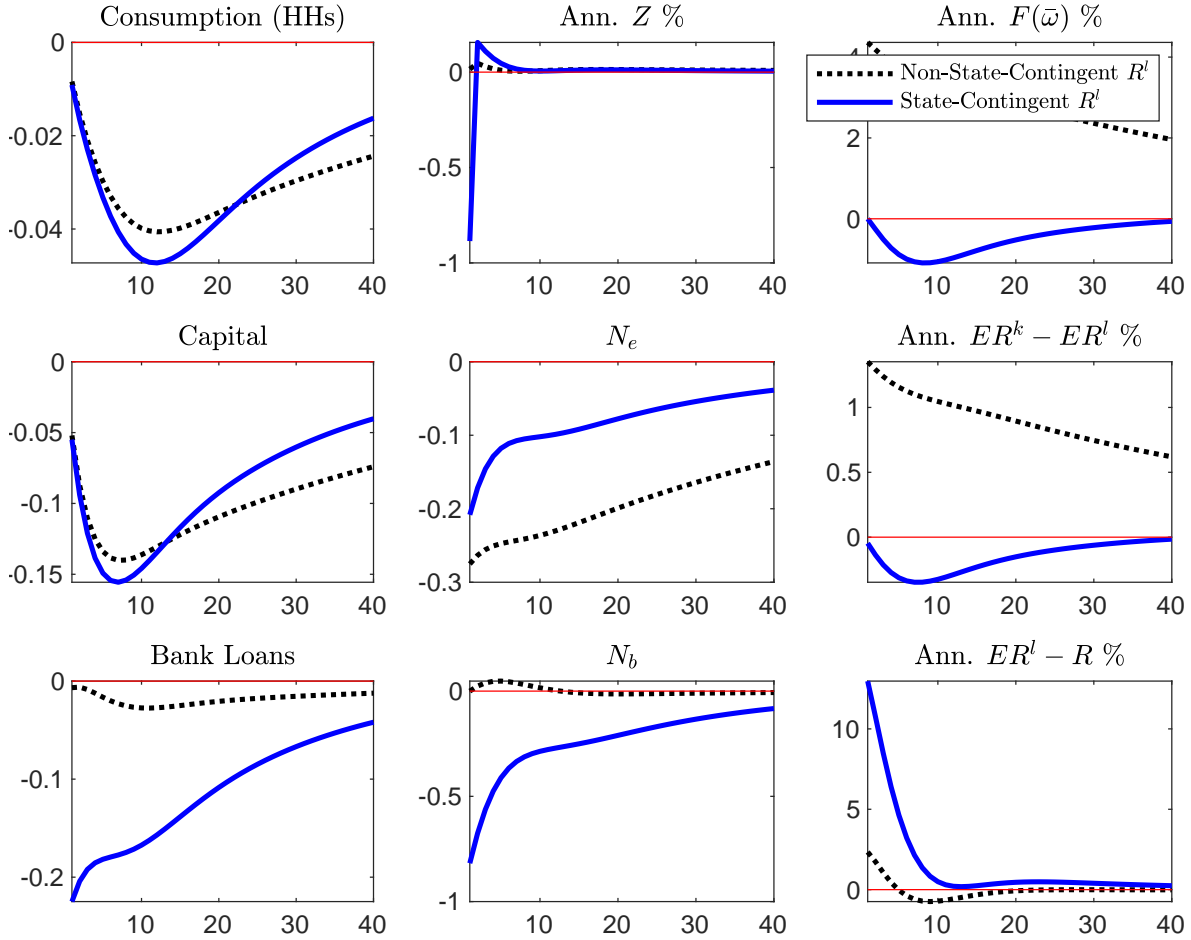 Consumption (HHs)
Ann. Z %
Ann. F(ω̄) %
0
-0.02
-0.04
10 20 30 40
0
-0.5
-1
10 20 30 40
4
2
0
10 20 30 40
Non-State-Contingent R^l
State-Contingent R^l
Capital
N_e
Ann. ER^k − ER^l %
0
-0.05
-0.1
-0.15
10 20 30 40
0
-0.1
-0.2
-0.3
10 20 30 40
1
0.5
0
10 20 30 40
Bank Loans
N_b
Ann. ER^l − R %
0
-0.1
-0.2
10 20 30 40
0
-0.5
-1
10 20 30 40
10
5
0
10 20 30 40